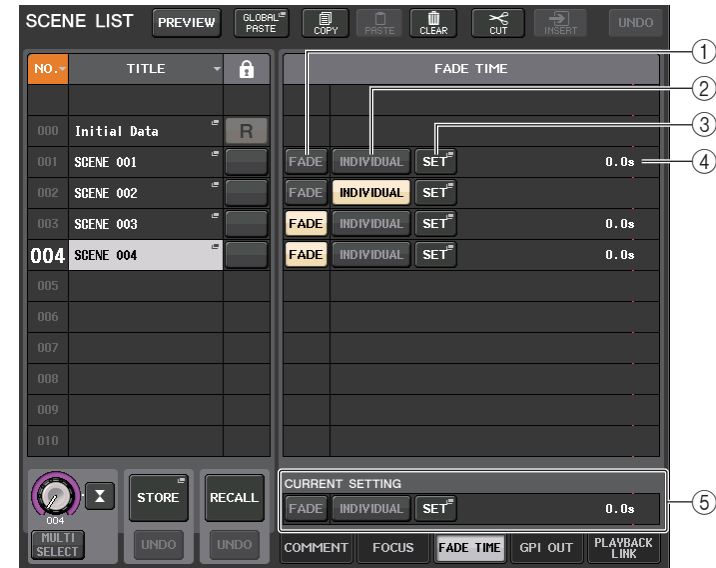 SCENE LIST PREVIEW GLOBAL PASTE COPY PASTE CLEAR CUT INSERT UNDO
NO. TITLE FADE TIME
000 Initial Data R
001 SCENE 001 FADE INDIVIDUAL SET 0.0s
002 SCENE 002 FADE INDIVIDUAL SET
003 SCENE 003 FADE INDIVIDUAL SET 0.0s
004 SCENE 004 FADE INDIVIDUAL SET 0.0s
005
006
007
008
009
010
004
MULTI SELECT
STORE
UNDO
RECALL
UNDO
CURRENT SETTING
FADE INDIVIDUAL SET 0.0s
COMMENT FOCUS FADE TIME GPI OUT PLAYBACK LINK
①
②
③
④
⑤